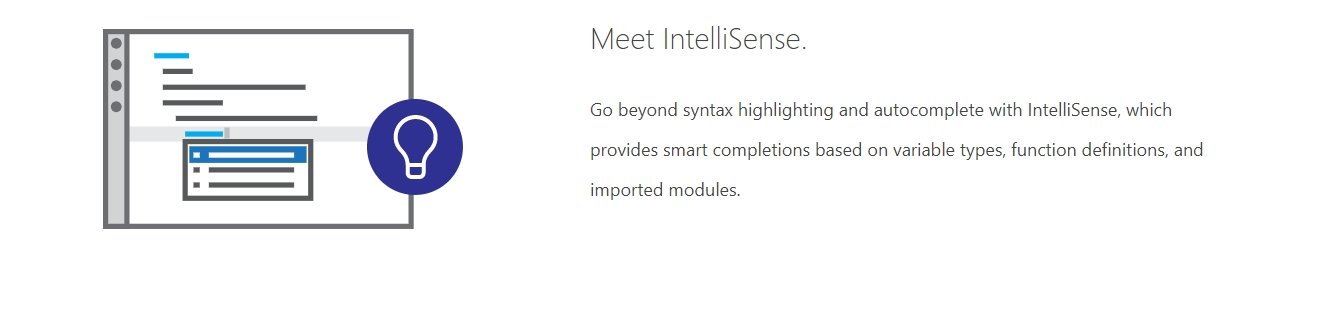 Meet IntelliSense.
Go beyond syntax highlighting and autocomplete with IntelliSense, which
provides smart completions based on variable types, function definitions, and
imported modules.